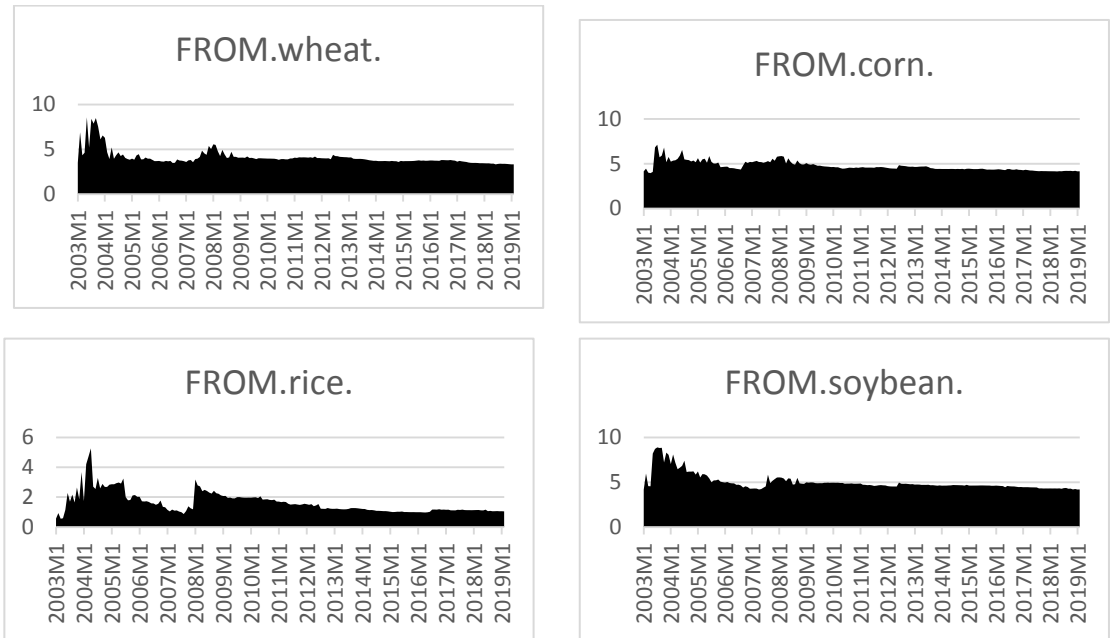 FROM.wheat.
10
5
0
2003M1
2004M1
2005M1
2006M1
2007M1
2008M1
2009M1
2010M1
2011M1
2012M1
2013M1
2014M1
2015M1
2016M1
2017M1
2018M1
2019M1
FROM.corn.
10
5
0
2003M1
2004M1
2005M1
2006M1
2007M1
2008M1
2009M1
2010M1
2011M1
2012M1
2013M1
2014M1
2015M1
2016M1
2017M1
2018M1
2019M1
FROM.rice.
6
4
2
0
2003M1
2004M1
2005M1
2006M1
2007M1
2008M1
2009M1
2010M1
2011M1
2012M1
2013M1
2014M1
2015M1
2016M1
2017M1
2018M1
2019M1
FROM.soybean.
10
5
0
2003M1
2004M1
2005M1
2006M1
2007M1
2008M1
2009M1
2010M1
2011M1
2012M1
2013M1
2014M1
2015M1
2016M1
2017M1
2018M1
2019M1